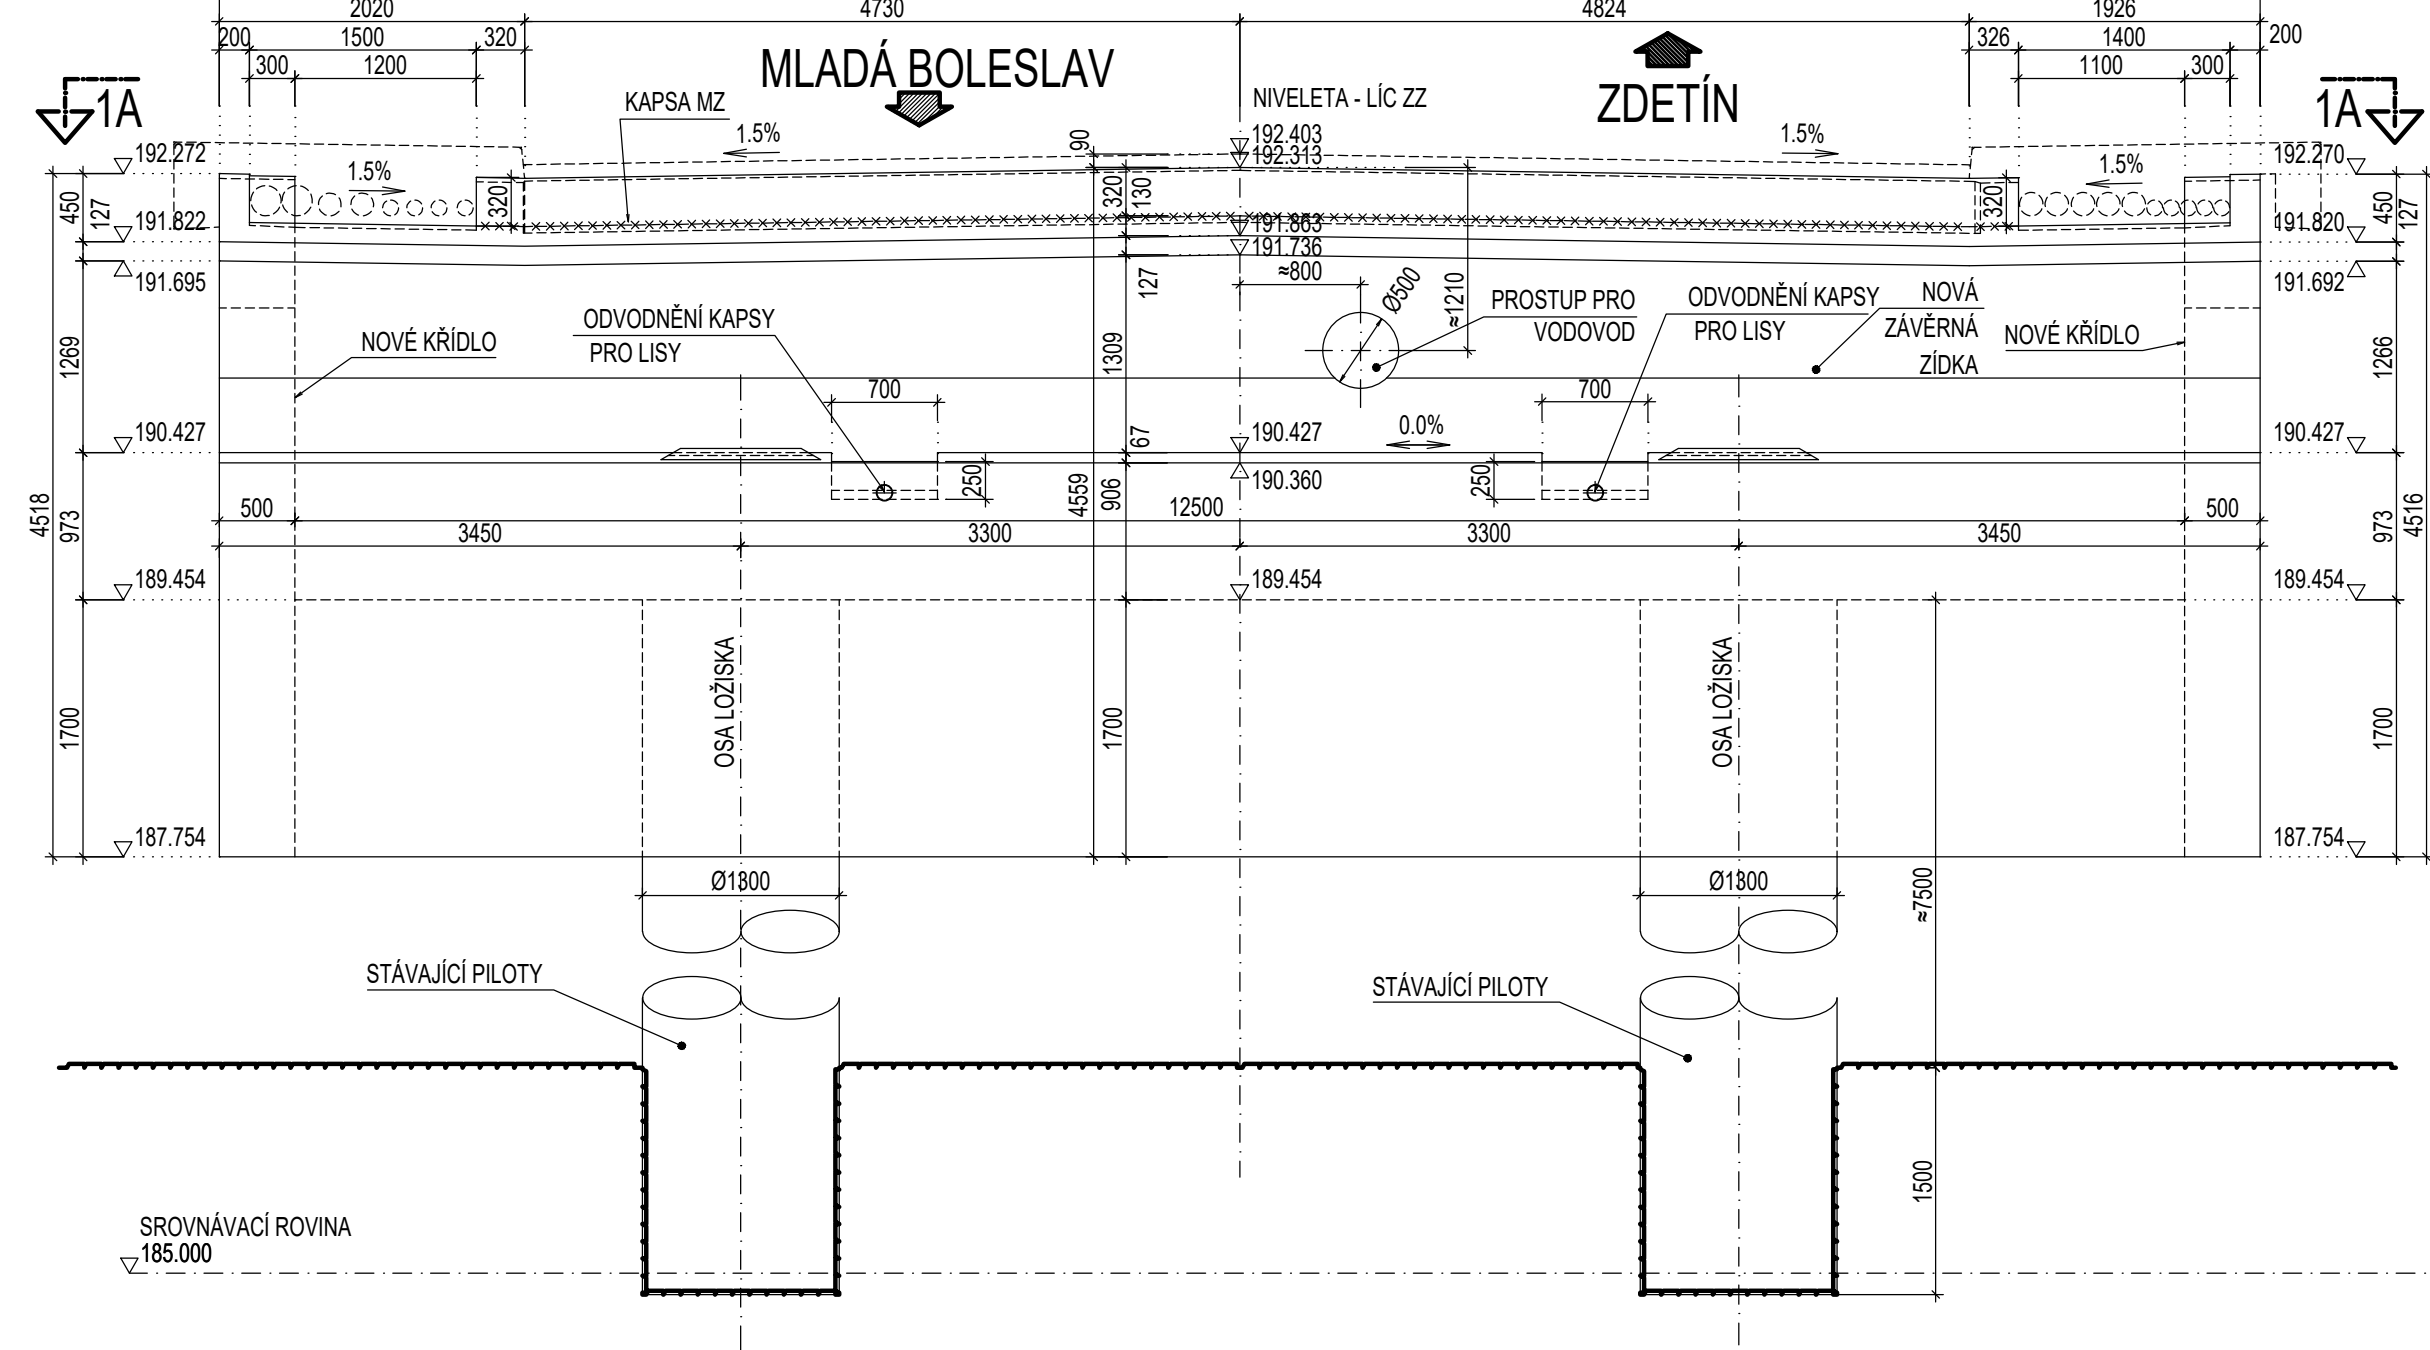 2020 4730 4824 1926
200 1500 320 326 1400 200
300 1200 1100 300
MLADÁ BOLESLAV
ZDETÍN
1A
1A
KAPSA MZ
NIVELETA - LÍC ZZ
1.5%
1.5%
90
192.403
192.313
192.272
192.270
1.5%
1.5%
450
127
320
320
130
320
450
127
191.822
191.863
191.820
191.736
191.695
191.692
≈800
Ø500
≈1210
127
ODVODNĚNÍ KAPSY
PRO LISY
NOVÉ KŘÍDLO
PROSTUP PRO
VODOVOD
ODVODNĚNÍ KAPSY
PRO LISY
NOVÁ
ZÁVĚRNÁ
ZÍDKA
NOVÉ KŘÍDLO
1269
1309
1266
700
700
190.427
67
190.427
0.0%
190.427
250
190.360
250
4518
973
4559
906
973
4516
500
12500
500
3450 3300 3300 3450
189.454
189.454
189.454
OSA LOŽISKA
OSA LOŽISKA
1700
1700
1700
187.754
187.754
Ø1300
Ø1300
≈7500
STÁVAJÍCÍ PILOTY
STÁVAJÍCÍ PILOTY
1500
SROVNÁVACÍ ROVINA
185.000